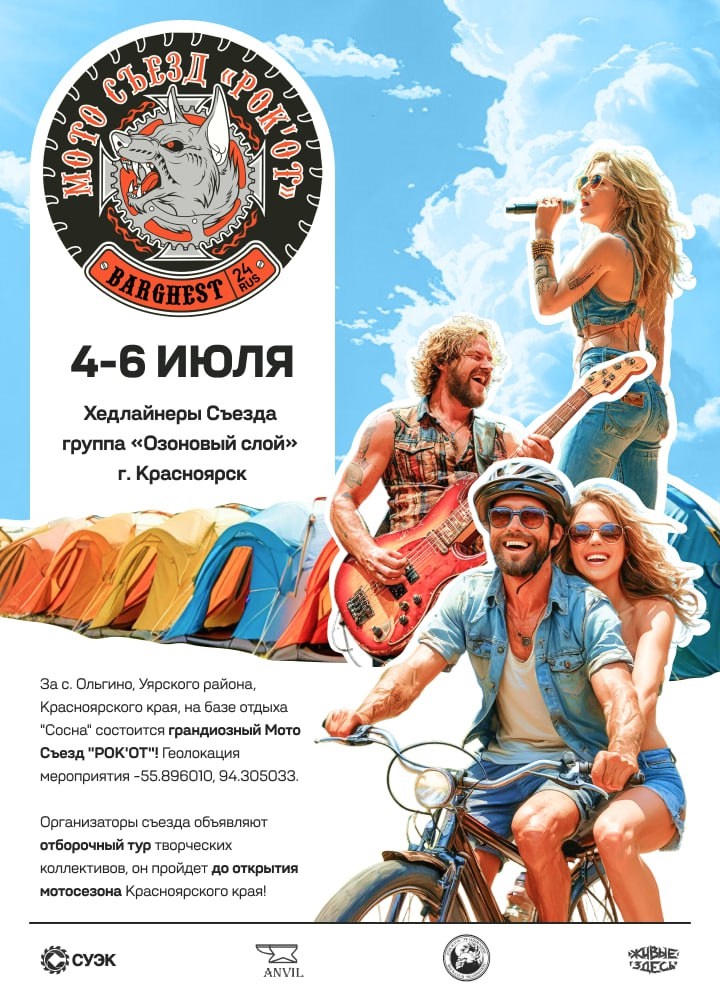 МОТО СЪЕЗД «РОК'ОТ»
BARGHEST
24
RUS
4-6 ИЮЛЯ
Хедлайнеры Съезда
группа «Озоновый слой»
г. Красноярск
За с. Ольгино, Уярского района,
Красноярского края, на базе отдыха
"Сосна" состоится грандиозный Мото
Съезд "РОК'ОТ"! Геолокация
мероприятия -55.896010, 94.305033.
Организаторы съезда объявляют
отборочный тур творческих
коллективов, он пройдет до открытия
мотосезона Красноярского края!
СУЭК
ANVIL
ЖИВЫЕ
ЗДЕСЬ